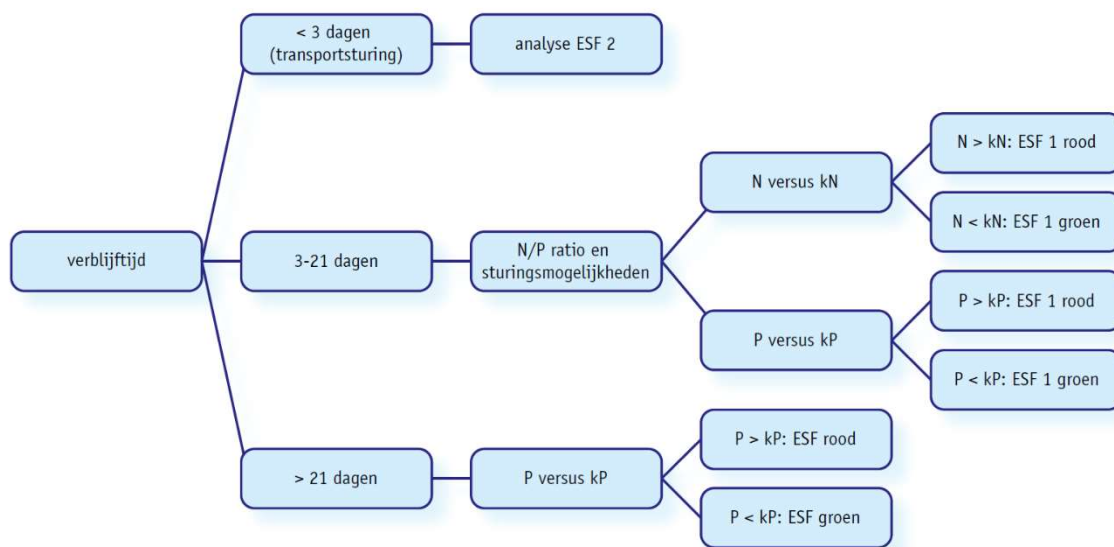 < 3 dagen
(transportsturing)
analyse ESF 2
N > kN: ESF 1 rood
N versus kN
N < kN: ESF 1 groen
verblijftijd
3-21 dagen
N/P ratio en
sturingsmogelijkheden
P > kP: ESF 1 rood
P versus kP
P < kP: ESF 1 groen
P > kP: ESF rood
> 21 dagen
P versus kP
P < kP: ESF groen